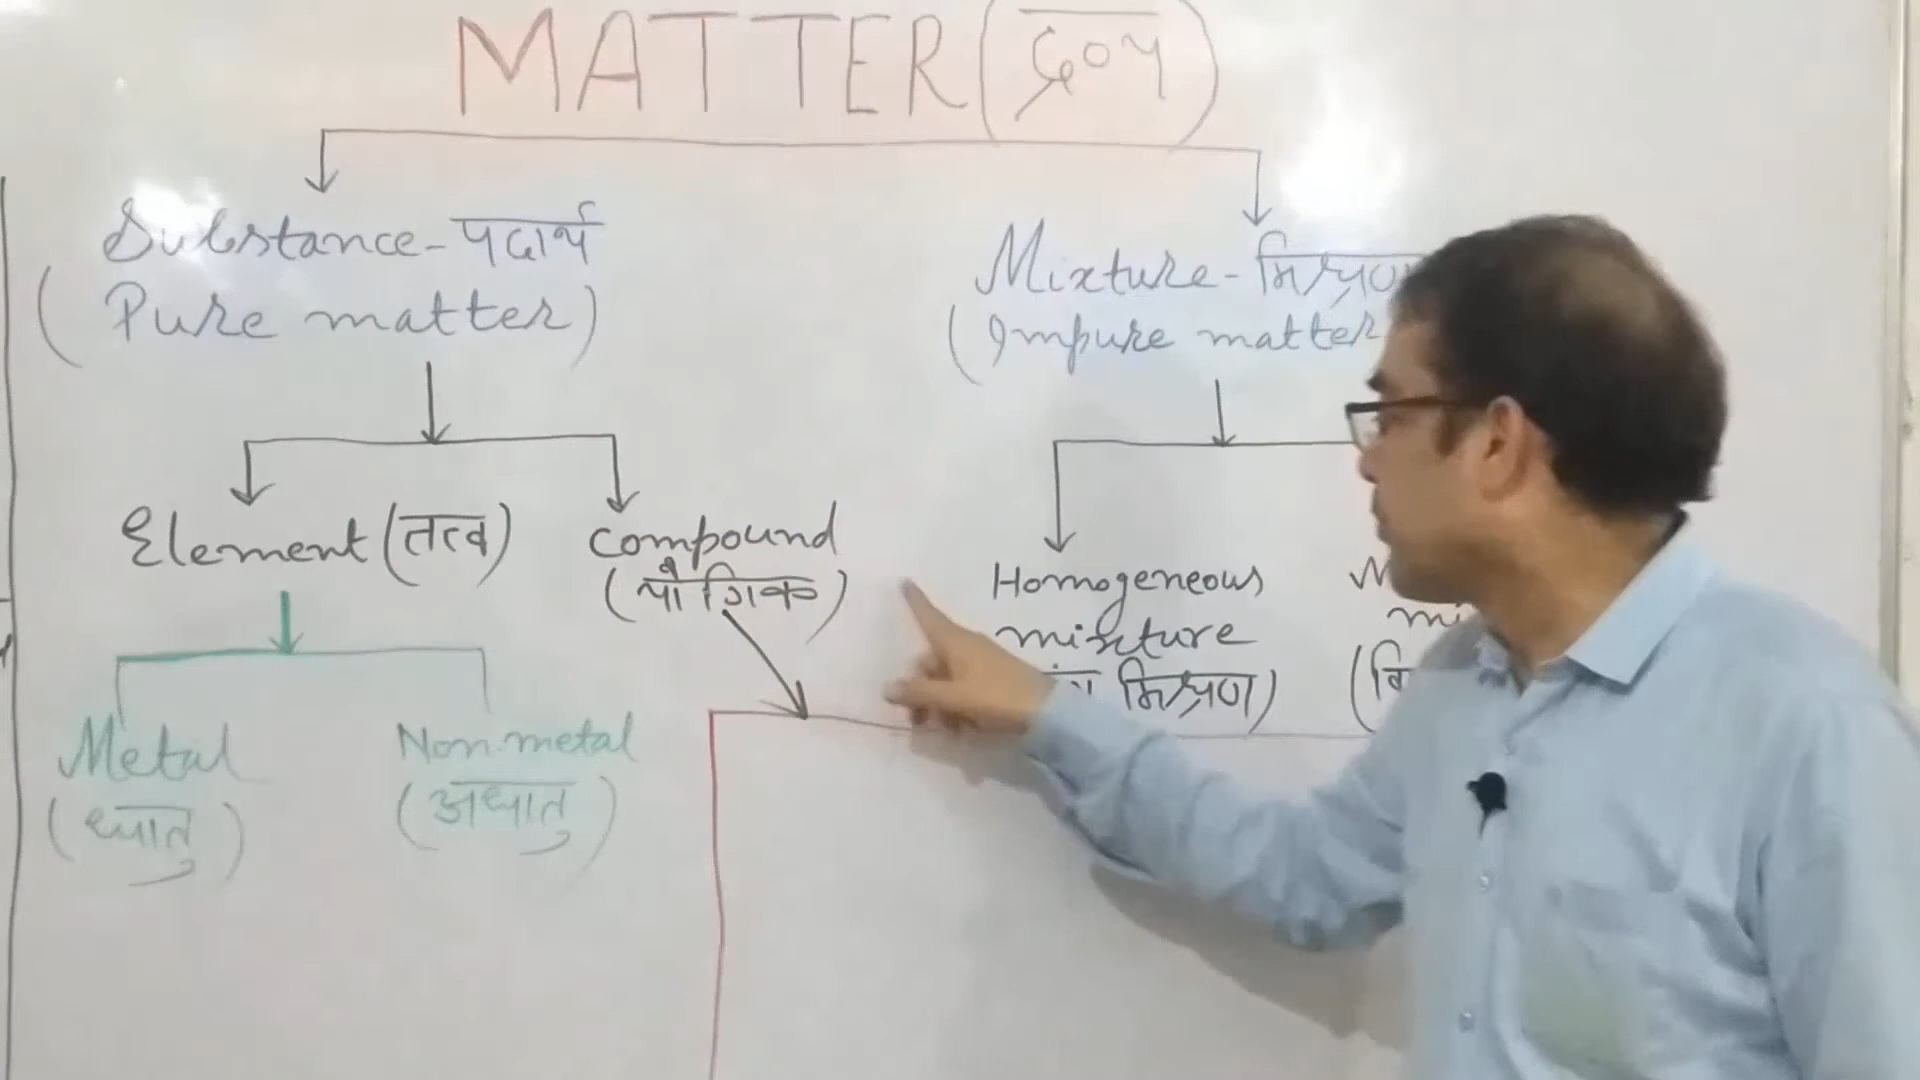 MATTER (द्रव्य)
Substance - पदार्थ
(Pure matter)
Mixture - मिश्रण
(Impure matter
Element (तत्व)
Compound
(यौगिक)
Homogeneous
mixture
मिश्रण)
Metal
(धातु)
Non metal
(अधातु)